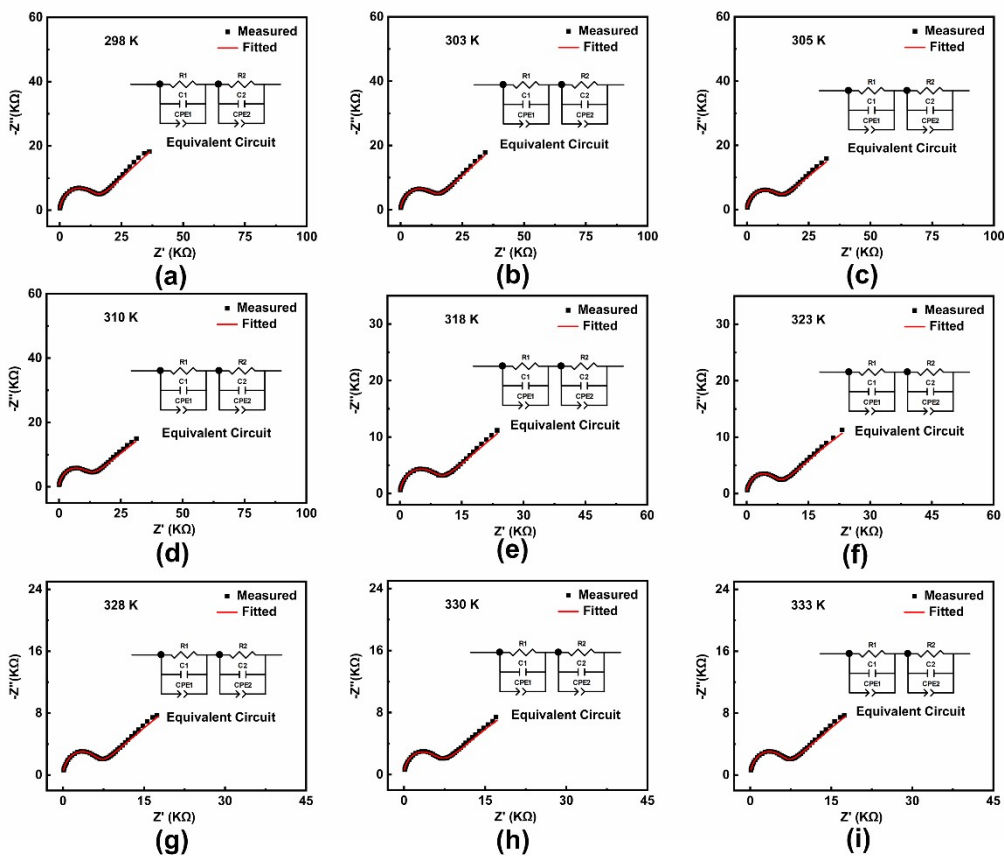 298 K
Measured
Fitted
R1 R2
C1 C2
CPE1 CPE2
Equivalent Circuit
-Z''(KΩ)
60
40
20
0
0 25 50 75 100
Z' (KΩ)
(a)
303 K
Measured
Fitted
R1 R2
C1 C2
CPE1 CPE2
Equivalent Circuit
-Z''(KΩ)
60
40
20
0
0 25 50 75 100
Z' (KΩ)
(b)
305 K
Measured
Fitted
R1 R2
C1 C2
CPE1 CPE2
Equivalent Circuit
-Z''(KΩ)
60
40
20
0
0 25 50 75 100
Z' (KΩ)
(c)
310 K
Measured
Fitted
R1 R2
C1 C2
CPE1 CPE2
Equivalent Circuit
-Z''(KΩ)
60
40
20
0
0 25 50 75 100
Z' (KΩ)
(d)
318 K
Measured
Fitted
R1 R2
C1 C2
CPE1 CPE2
Equivalent Circuit
-Z''(KΩ)
30
20
10
0
0 15 30 45 60
Z' (KΩ)
(e)
323 K
Measured
Fitted
R1 R2
C1 C2
CPE1 CPE2
Equivalent Circuit
-Z''(KΩ)
30
20
10
0
0 15 30 45 60
Z' (KΩ)
(f)
328 K
Measured
Fitted
R1 R2
C1 C2
CPE1 CPE2
Equivalent Circuit
-Z''(KΩ)
24
16
8
0
0 15 30 45
Z' (KΩ)
(g)
330 K
Measured
Fitted
R1 R2
C1 C2
CPE1 CPE2
Equivalent Circuit
-Z''(KΩ)
24
16
8
0
0 15 30 45
Z' (KΩ)
(h)
333 K
Measured
Fitted
R1 R2
C1 C2
CPE1 CPE2
Equivalent Circuit
-Z''(KΩ)
24
16
8
0
0 15 30 45
Z' (KΩ)
(i)